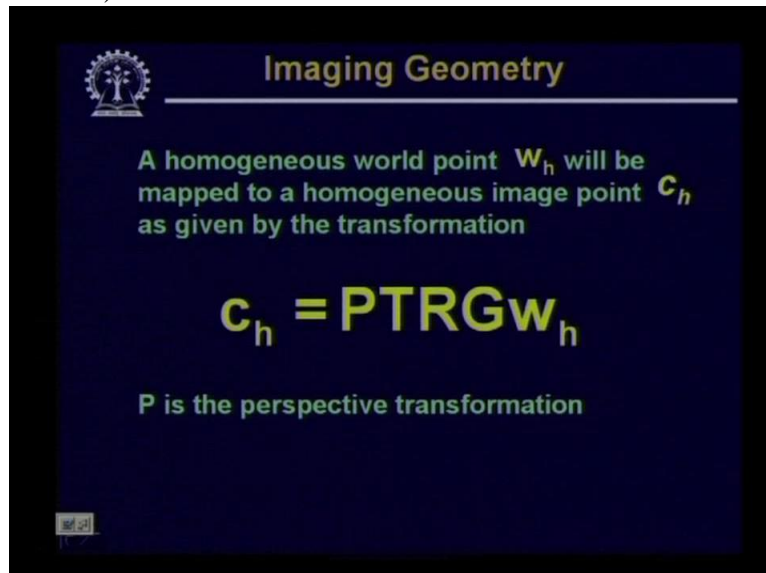 Imaging Geometry
A homogeneous world point wₕ will be
mapped to a homogeneous image point cₕ
as given by the transformation
cₕ = PTRGwₕ
P is the perspective transformation